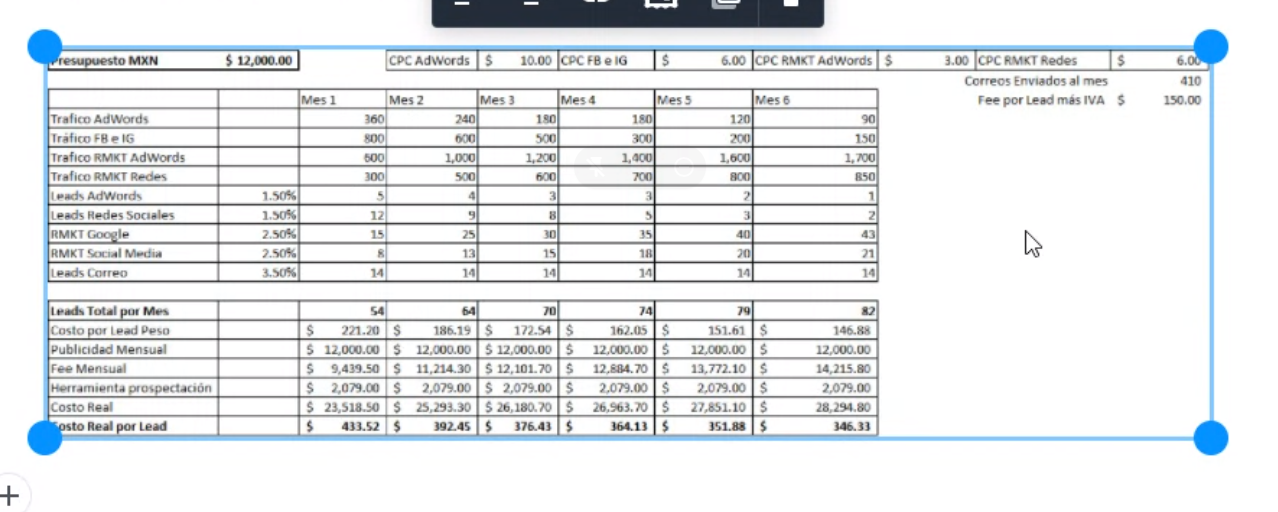 Presupuesto MXN $ 12,000.00 CPC AdWords $ 10.00 CPC FB e IG $ 6.00 CPC RMKT AdWords $ 3.00 CPC RMKT Redes $ 6.00
Correos Enviados al mes 410
Mes 1 Mes 2 Mes 3 Mes 4 Mes 5 Mes 6 Fee por Lead más IVA $ 150.00
Trafico AdWords 360 240 180 180 120 90
Tráfico FB e IG 800 600 500 300 200 150
Trafico RMKT AdWords 600 1,000 1,200 1,400 1,600 1,700
Trafico RMKT Redes 300 500 600 700 800 850
Leads AdWords 1.50% 5 4 3 3 2 1
Leads Redes Sociales 1.50% 12 9 8 5 3 2
RMKT Google 2.50% 15 25 30 35 40 43
RMKT Social Media 2.50% 8 13 15 18 20 21
Leads Correo 3.50% 14 14 14 14 14 14
Leads Total por Mes 54 64 70 74 79 82
Costo por Lead Peso $ 221.20 $ 186.19 $ 172.54 $ 162.05 $ 151.61 $ 146.88
Publicidad Mensual $ 12,000.00 $ 12,000.00 $ 12,000.00 $ 12,000.00 $ 12,000.00 $ 12,000.00
Fee Mensual $ 9,439.50 $ 11,214.30 $ 12,101.70 $ 12,884.70 $ 13,772.10 $ 14,215.80
Herramienta prospectación $ 2,079.00 $ 2,079.00 $ 2,079.00 $ 2,079.00 $ 2,079.00 $ 2,079.00
Costo Real $ 23,518.50 $ 25,293.30 $ 26,180.70 $ 26,963.70 $ 27,851.10 $ 28,294.80
Costo Real por Lead $ 433.52 $ 392.45 $ 376.43 $ 364.13 $ 351.88 $ 346.33